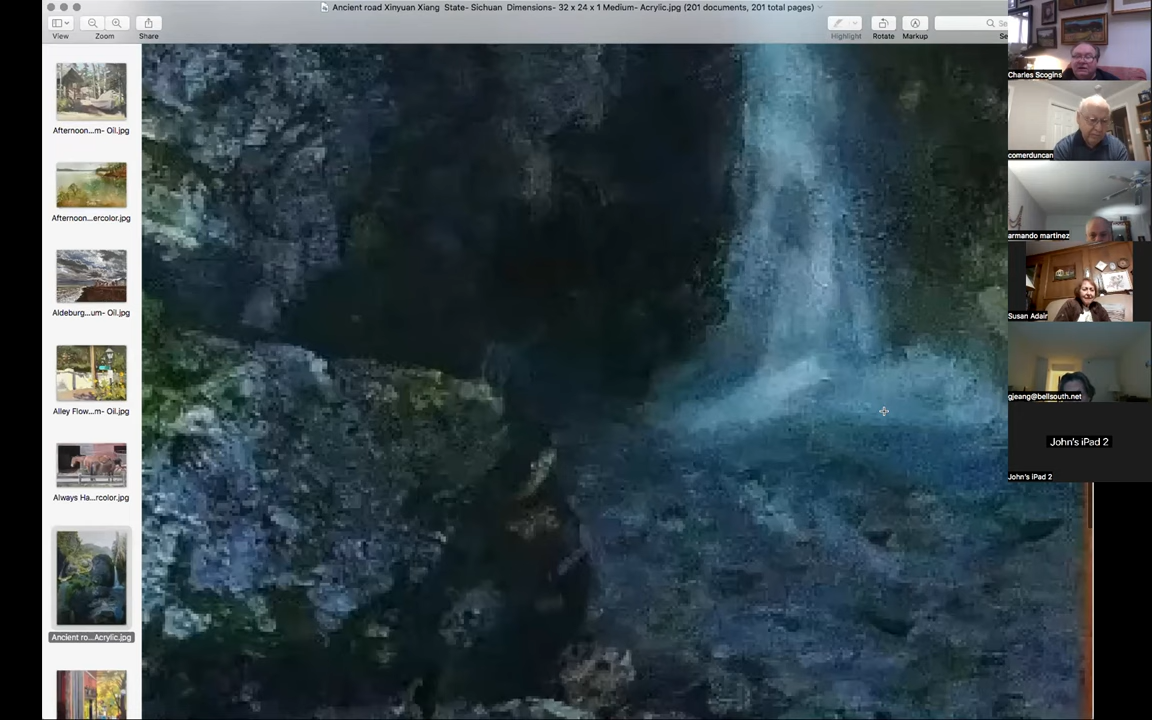 Ancient road Xinyuan Xiang State- Sichuan Dimensions- 32 x 24 x 1 Medium- Acrylic.jpg (201 documents, 201 total pages)
View
Zoom
Share
Highlight
Rotate
Markup
Se
Se
Afternoon...m- Oil.jpg
Afternoon...ercolor.jpg
Aldeburg...um- Oil.jpg
Alley Flow...m- Oil.jpg
Always Ha...rcolor.jpg
Ancient ro...Acrylic.jpg
Charles Scogins
comerduncan
armando martinez
Susan Adair
gjeang@bellsouth.net
John's iPad 2
John's iPad 2